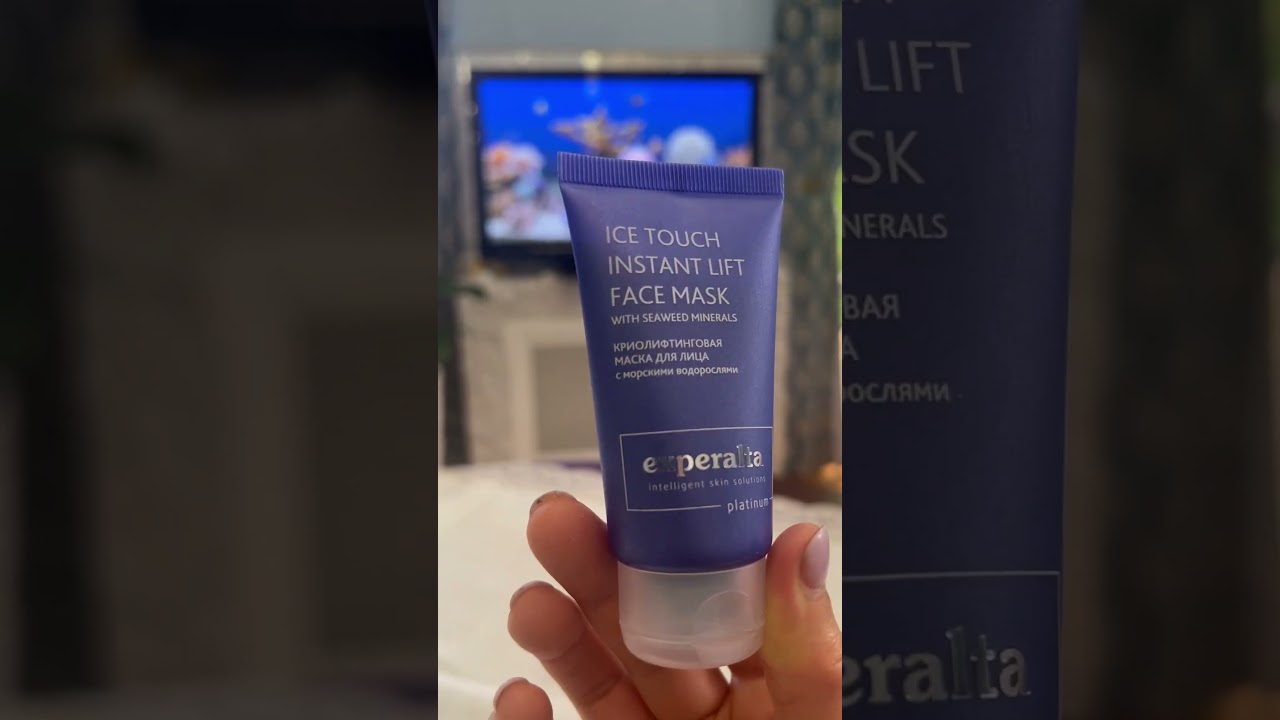 ICE TOUCH
INSTANT LIFT
FACE MASK
WITH SEAWEED MINERALS
КРИОЛИФТИНГОВАЯ
МАСКА ДЛЯ ЛИЦА
с морскими водорослями
experalta
intelligent skin solutions
platinum
LIFT